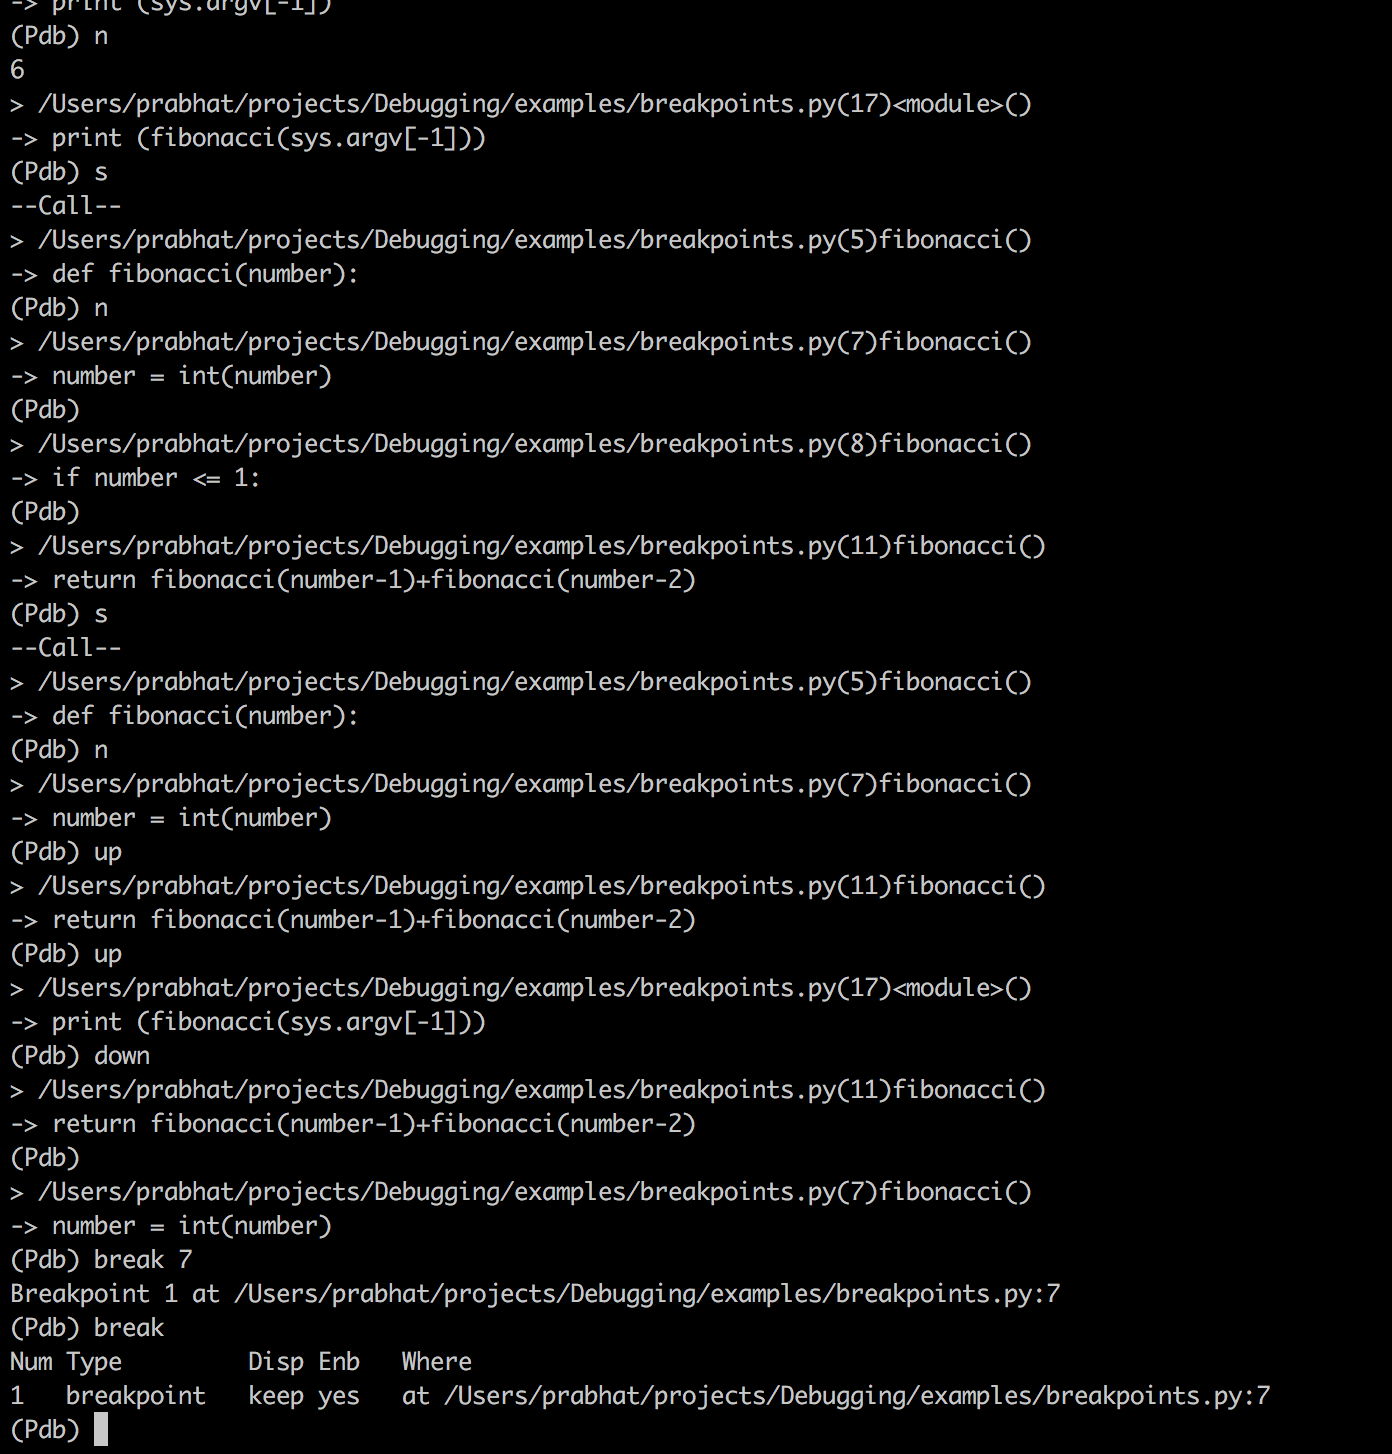 -> print (sys.argv[-1])
(Pdb) n
6
> /Users/prabhat/projects/Debugging/examples/breakpoints.py(17)<module>()
-> print (fibonacci(sys.argv[-1]))
(Pdb) s
--Call--
> /Users/prabhat/projects/Debugging/examples/breakpoints.py(5)fibonacci()
-> def fibonacci(number):
(Pdb) n
> /Users/prabhat/projects/Debugging/examples/breakpoints.py(7)fibonacci()
-> number = int(number)
(Pdb)
> /Users/prabhat/projects/Debugging/examples/breakpoints.py(8)fibonacci()
-> if number <= 1:
(Pdb)
> /Users/prabhat/projects/Debugging/examples/breakpoints.py(11)fibonacci()
-> return fibonacci(number-1)+fibonacci(number-2)
(Pdb) s
--Call--
> /Users/prabhat/projects/Debugging/examples/breakpoints.py(5)fibonacci()
-> def fibonacci(number):
(Pdb) n
> /Users/prabhat/projects/Debugging/examples/breakpoints.py(7)fibonacci()
-> number = int(number)
(Pdb) up
> /Users/prabhat/projects/Debugging/examples/breakpoints.py(11)fibonacci()
-> return fibonacci(number-1)+fibonacci(number-2)
(Pdb) up
> /Users/prabhat/projects/Debugging/examples/breakpoints.py(17)<module>()
-> print (fibonacci(sys.argv[-1]))
(Pdb) down
> /Users/prabhat/projects/Debugging/examples/breakpoints.py(11)fibonacci()
-> return fibonacci(number-1)+fibonacci(number-2)
(Pdb)
> /Users/prabhat/projects/Debugging/examples/breakpoints.py(7)fibonacci()
-> number = int(number)
(Pdb) break 7
Breakpoint 1 at /Users/prabhat/projects/Debugging/examples/breakpoints.py:7
(Pdb) break
Num Type         Disp Enb   Where
1   breakpoint   keep yes   at /Users/prabhat/projects/Debugging/examples/breakpoints.py:7
(Pdb)